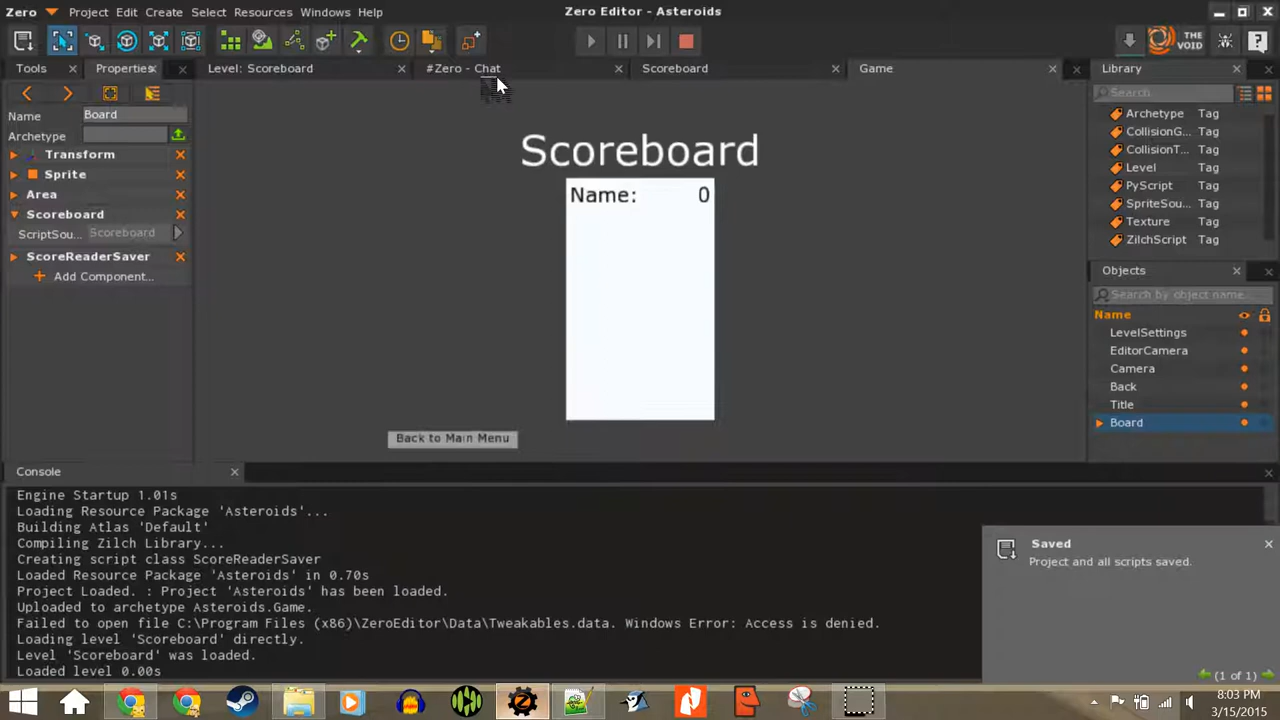 Zero Project Edit Create Select Resources Windows Help Zero Editor - Asteroids
THE VOID
Tools Properties Level: Scoreboard #Zero - Chat Scoreboard Game Library
Name Board
Archetype
Transform
Sprite
Area
Scoreboard
ScriptSou... Scoreboard
ScoreReaderSaver
Add Component...
Scoreboard
Name: 0
Back to Main Menu
Search...
Archetype Tag
CollisionG... Tag
CollisionT... Tag
Level Tag
PyScript Tag
SpriteSou... Tag
Texture Tag
ZilchScript Tag
Objects
Search by object name...
Name
LevelSettings
EditorCamera
Camera
Back
Title
Board
Console
Engine Startup 1.01s
Loading Resource Package 'Asteroids'...
Building Atlas 'Default'
Compiling Zilch Library...
Creating script class ScoreReaderSaver
Loaded Resource Package 'Asteroids' in 0.70s
Project Loaded. : Project 'Asteroids' has been loaded.
Uploaded to archetype Asteroids.Game.
Failed to open file C:\Program Files (x86)\ZeroEditor\Data\Tweakables.data. Windows Error: Access is denied.
Loading level 'Scoreboard' directly.
Level 'Scoreboard' was loaded.
Loaded level 0.00s
Saved
Project and all scripts saved.
(1 of 1)
8:03 PM
3/15/2015